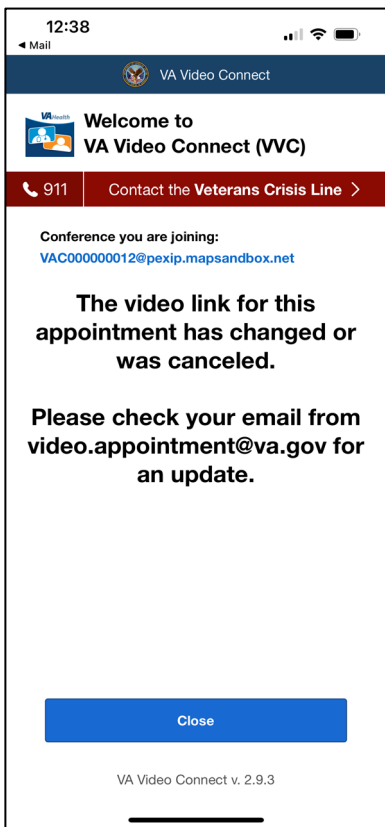 12:38
◀ Mail
VA Video Connect
VA Health
Welcome to
VA Video Connect (VVC)
911
Contact the Veterans Crisis Line >
Conference you are joining:
VAC000000012@pexip.mapsandbox.net
The video link for this
appointment has changed or
was canceled.
Please check your email from
video.appointment@va.gov for
an update.
Close
VA Video Connect v. 2.9.3